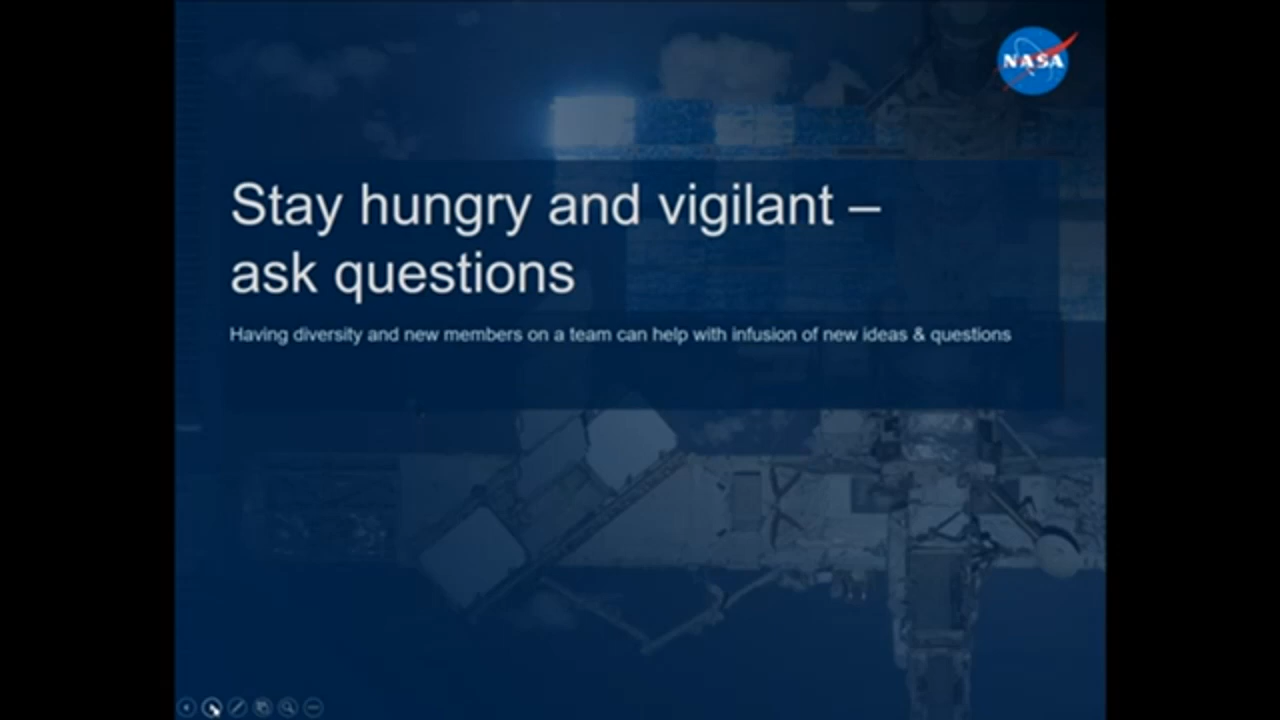 NASA
Stay hungry and vigilant –
ask questions
Having diversity and new members on a team can help with infusion of new ideas & questions